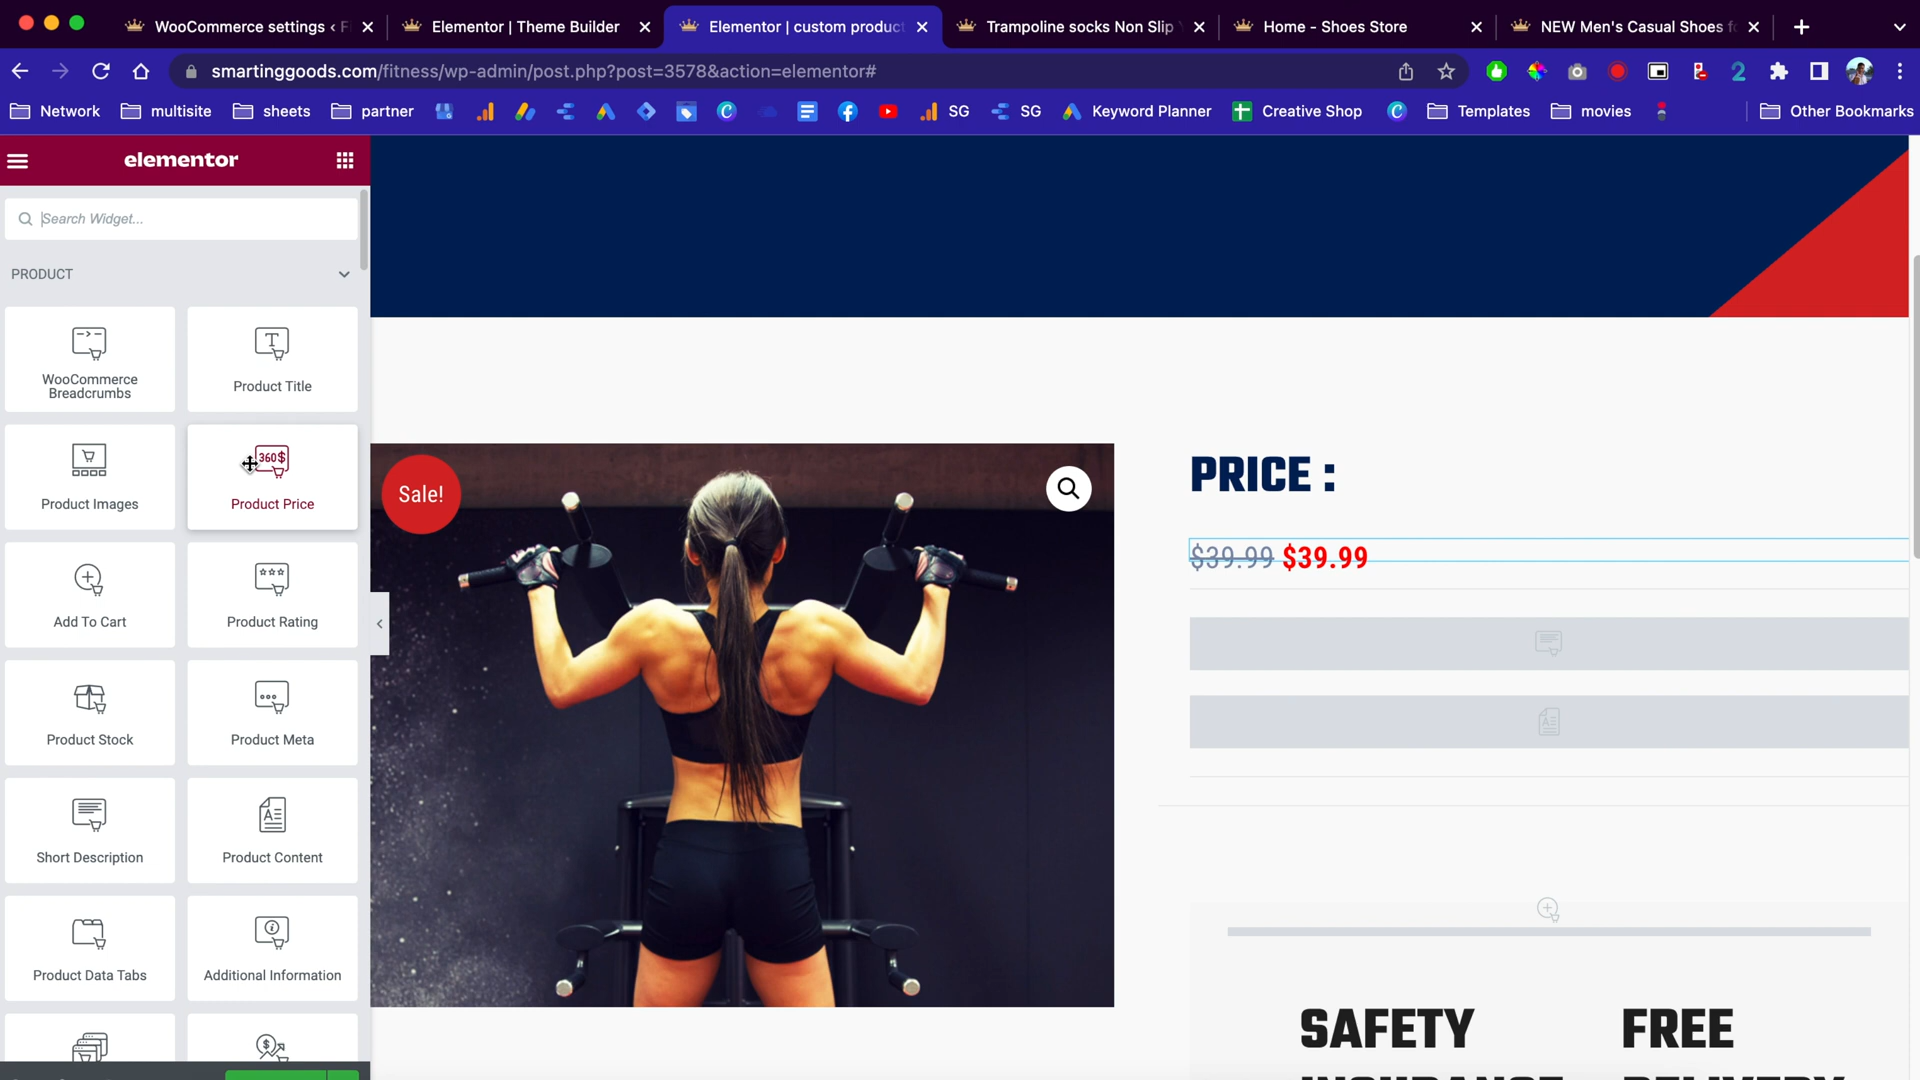 WooCommerce settings ‹ F
Elementor | Theme Builder
Elementor | custom product
Trampoline socks Non Slip
Home - Shoes Store
NEW Men's Casual Shoes f
smartinggoods.com/fitness/wp-admin/post.php?post=3578&action=elementor#
Network
multisite
sheets
partner
SG
SG
Keyword Planner
Creative Shop
Templates
movies
Other Bookmarks
elementor
Search Widget...
PRODUCT
WooCommerce
Breadcrumbs
Product Title
Product Images
360$
Product Price
Add To Cart
Product Rating
Product Stock
Product Meta
Short Description
Product Content
Product Data Tabs
Additional Information
Sale!
PRICE :
$39.99 $39.99
SAFETY
INSURANCE
FREE
DELIVERY